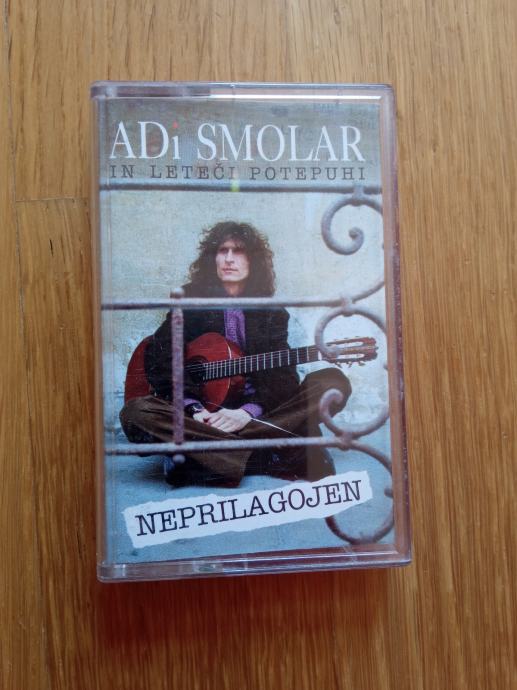 ADi SMOLAR
IN LETEČI POTEPUHI
NEPRILAGOJEN